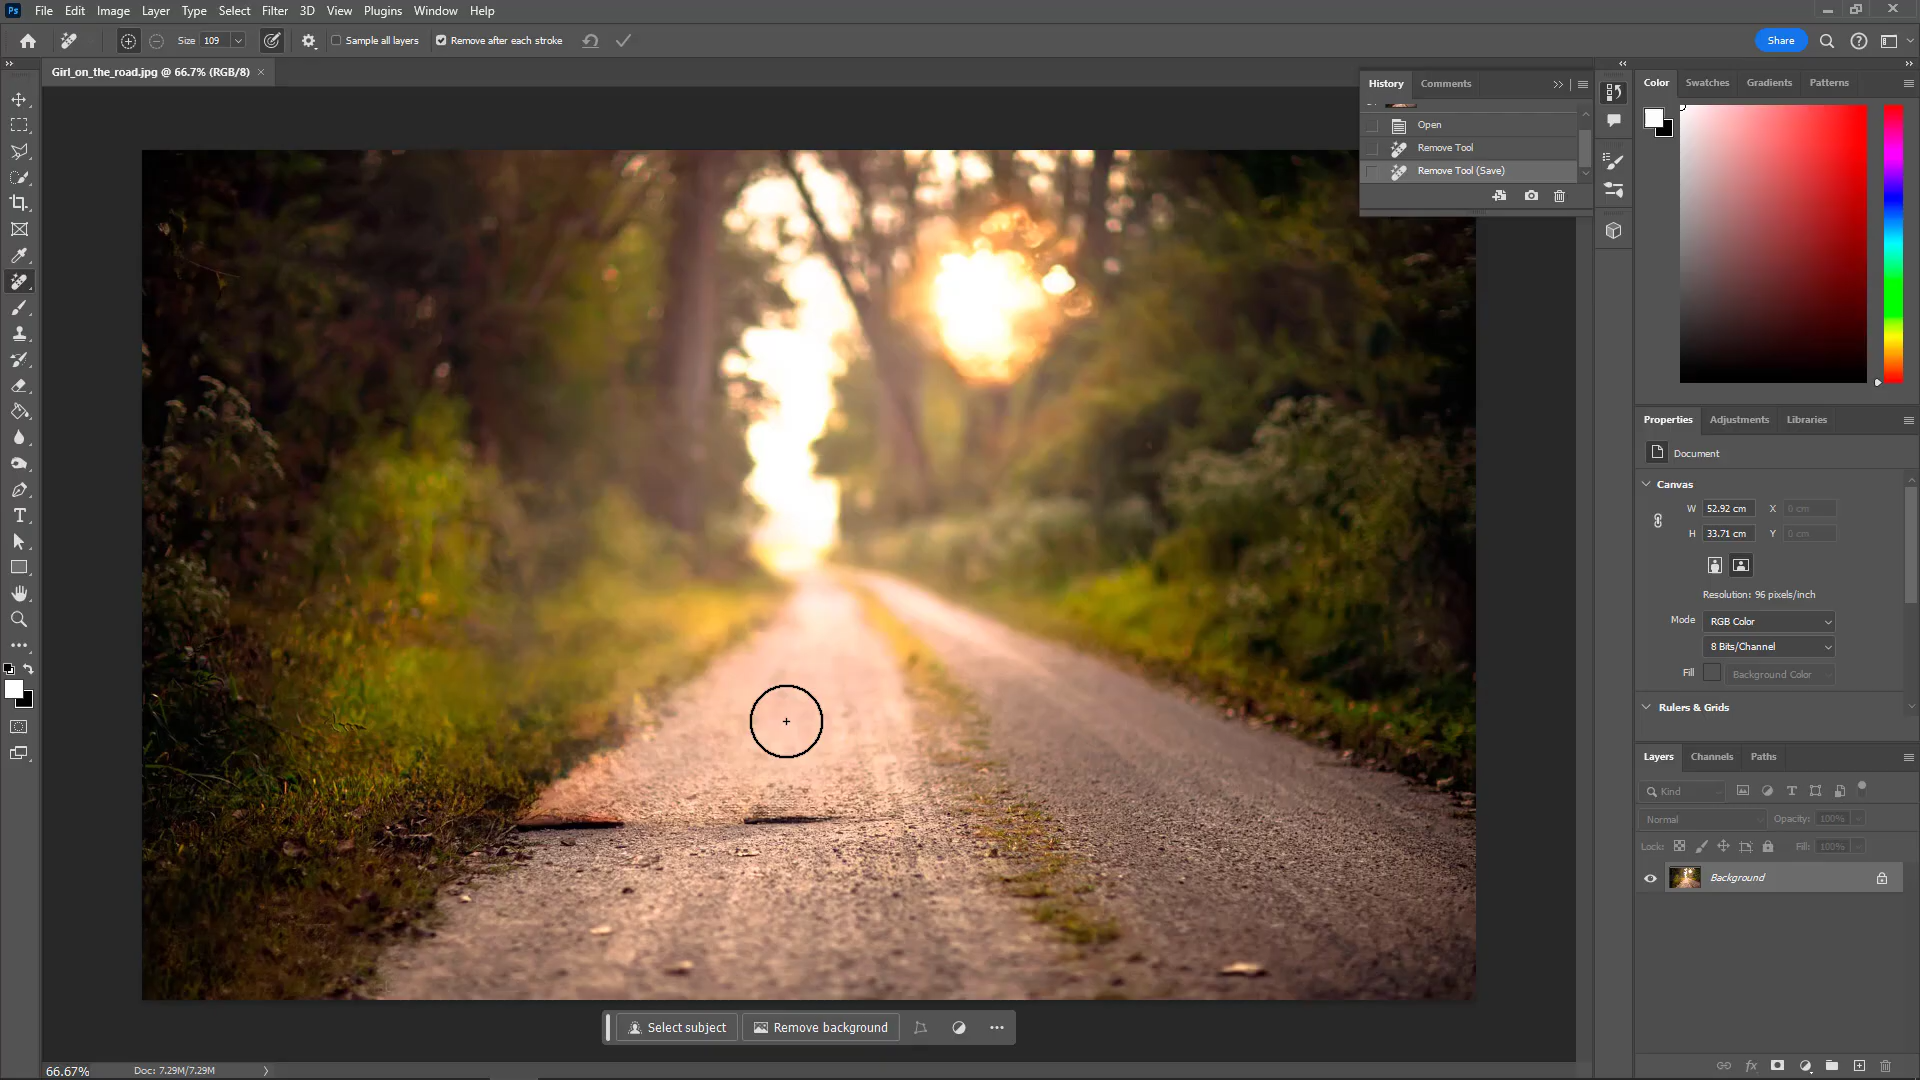 Ps File Edit Image Layer Type Select Filter 3D View Plugins Window Help
Size 109 Sample all layers Remove after each stroke Share
Girl_on_the_road.jpg @ 66.7% (RGB/8) ×
History Comments
Open
Remove Tool
Remove Tool (Save)
Color Swatches Gradients Patterns
Properties Adjustments Libraries
Document
Canvas
W 52.92 cm X 0 cm
H 33.71 cm Y 0 cm
Resolution: 96 pixels/inch
Mode RGB Color
8 Bits/Channel
Fill Background Color
Rulers & Grids
Layers Channels Paths
Kind
Normal Opacity: 100%
Lock: Fill: 100%
Background
fx
Select subject Remove background
66.67% Doc: 7.29M/7.29M